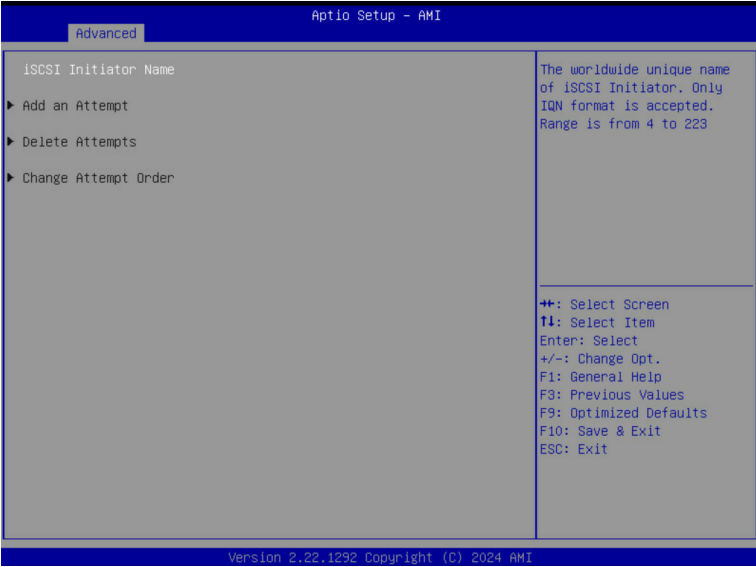 Aptio Setup – AMI
Advanced
iSCSI Initiator Name
▶ Add an Attempt
▶ Delete Attempts
▶ Change Attempt Order
The worldwide unique name
of iSCSI Initiator. Only
IQN format is accepted.
Range is from 4 to 223
→←: Select Screen
↑↓: Select Item
Enter: Select
+/-: Change Opt.
F1: General Help
F3: Previous Values
F9: Optimized Defaults
F10: Save & Exit
ESC: Exit
Version 2.22.1292 Copyright (C) 2024 AMI